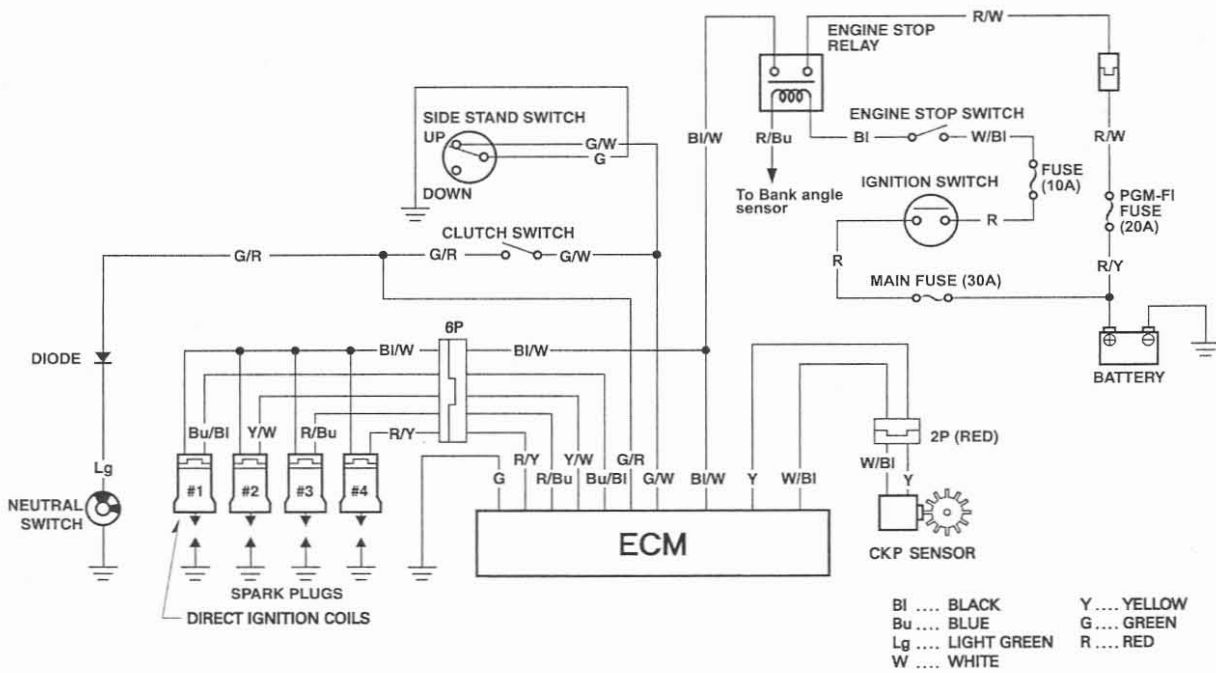 R/W
ENGINE STOP
RELAY
SIDE STAND SWITCH
UP
DOWN
G/W
G
Bl/W
R/Bu
Bl
ENGINE STOP SWITCH
W/Bl
R/W
To Bank angle
sensor
IGNITION SWITCH
FUSE
(10A)
R
PGM-FI
FUSE
(20A)
CLUTCH SWITCH
G/R
G/R
G/W
R
MAIN FUSE (30A)
R/Y
6P
DIODE
Bl/W
Bl/W
BATTERY
Bu/Bl
Y/W
R/Bu
R/Y
2P (RED)
Lg
R/Y
Y/W
G/R
W/Bl
Y
G
R/Bu
Bu/Bl
G/W
Bl/W
Y
W/Bl
NEUTRAL
SWITCH
#1
#2
#3
#4
ECM
CKP SENSOR
SPARK PLUGS
DIRECT IGNITION COILS
Bl .... BLACK
Y .... YELLOW
Bu .... BLUE
G .... GREEN
Lg .... LIGHT GREEN
R .... RED
W .... WHITE